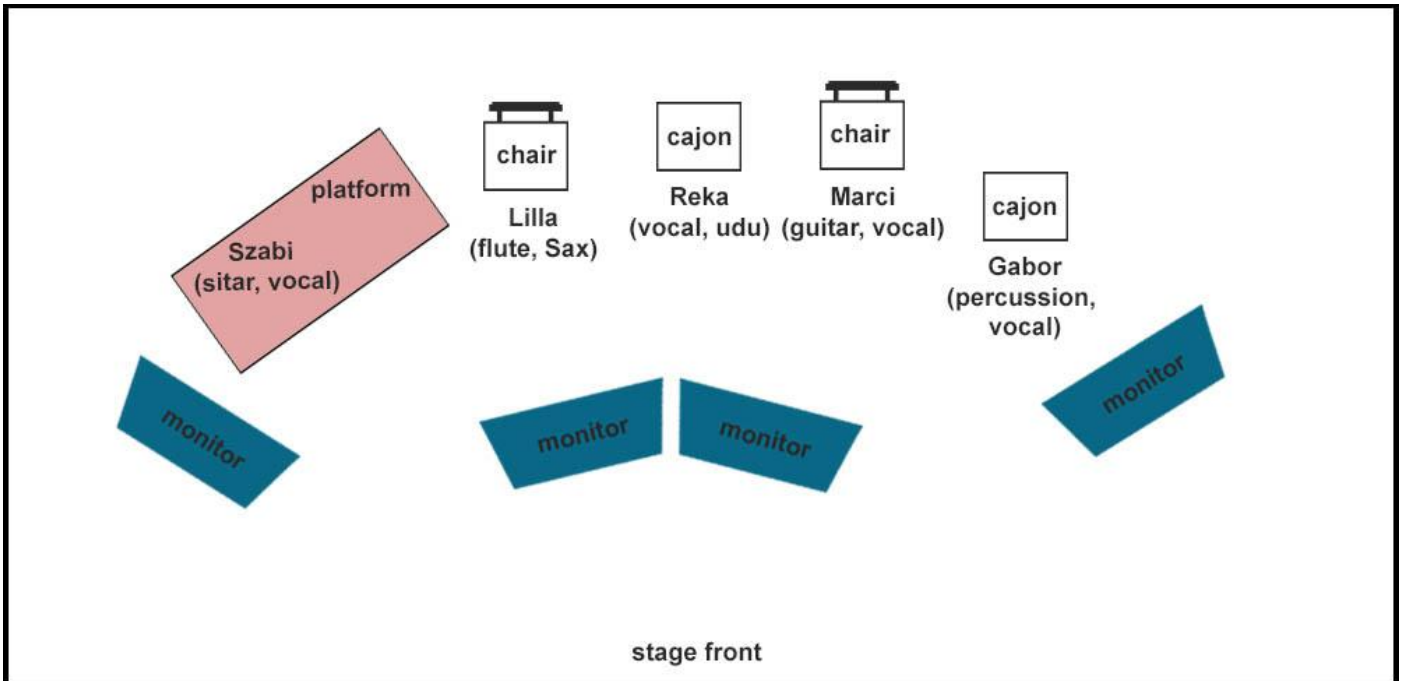 platform
Szabi
(sitar, vocal)
chair
Lilla
(flute, Sax)
cajon
Reka
(vocal, udu)
chair
Marci
(guitar, vocal)
cajon
Gabor
(percussion,
vocal)
monitor
monitor
monitor
monitor
stage front